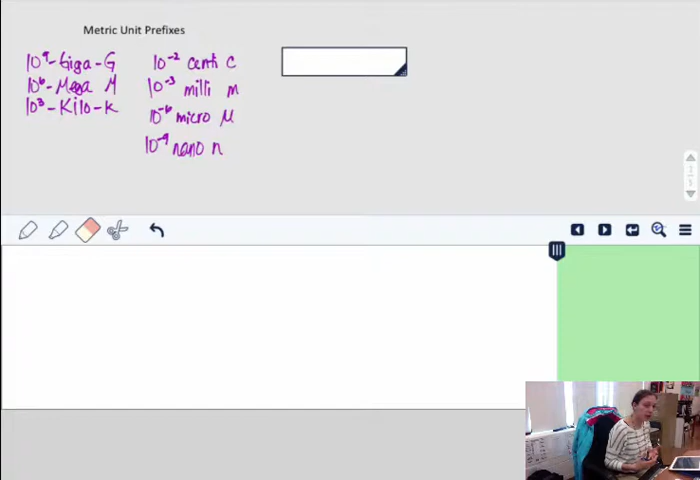 Metric Unit Prefixes
10⁹-Giga-G
10⁶-Mega M
10³-Kilo-K
10⁻² centi c
10⁻³ milli m
10⁻⁶ micro μ
10⁻⁹ nano n